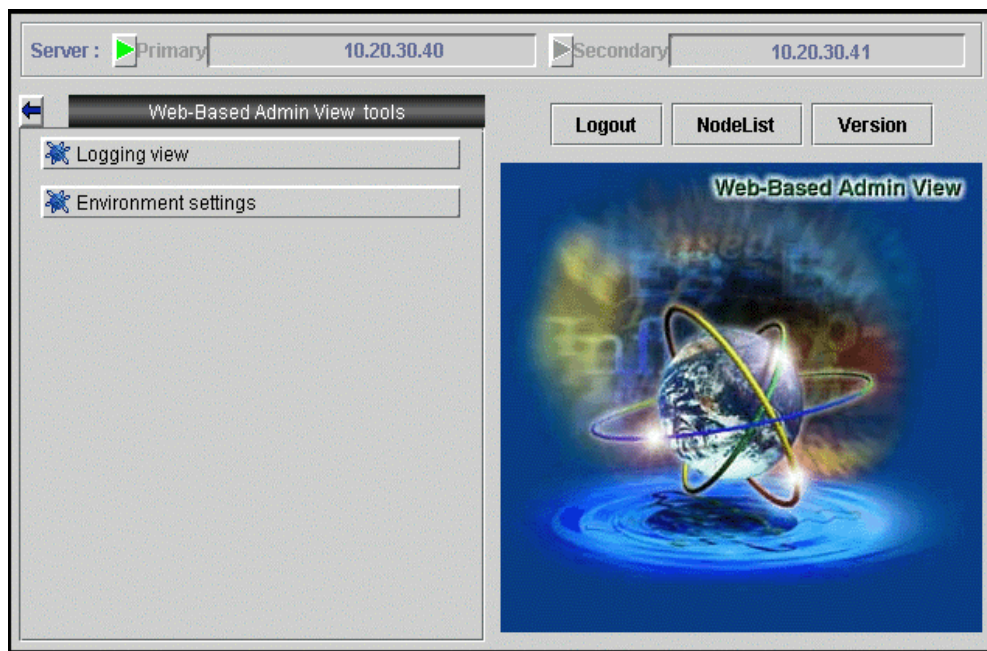 Server : Primary 10.20.30.40 Secondary 10.20.30.41
Web-Based Admin View tools
Logout NodeList Version
Logging view
Environment settings
Web-Based Admin View